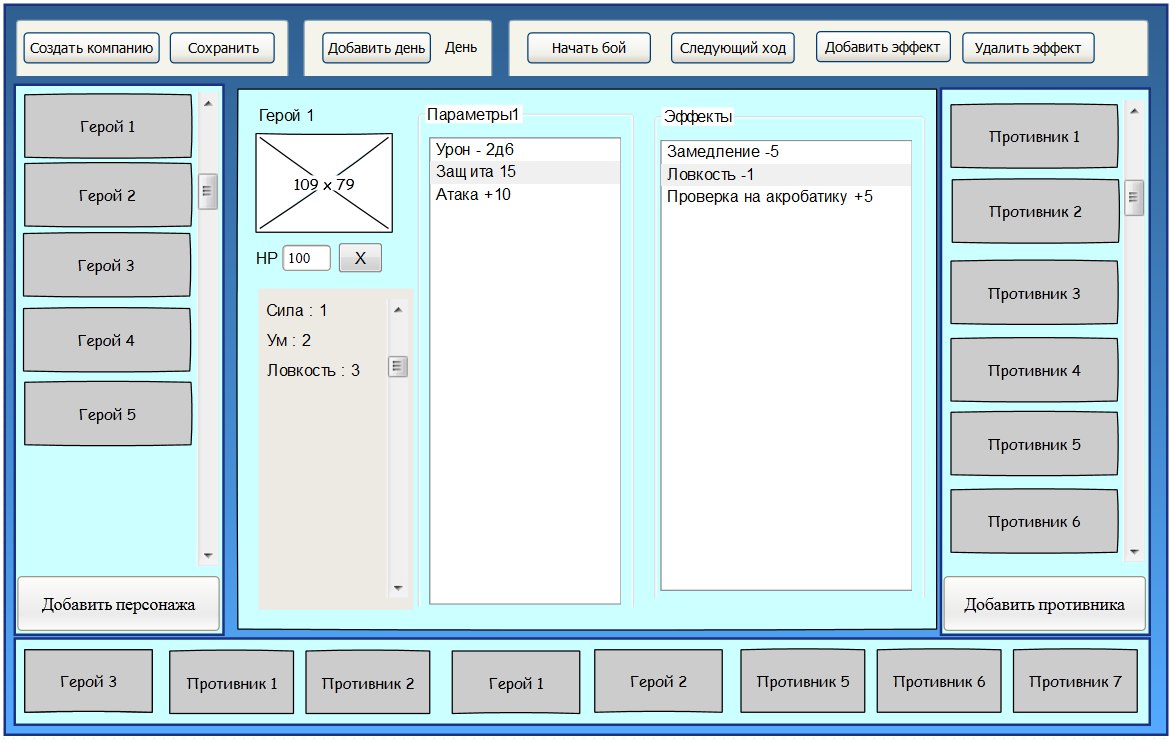 Создать компанию
Сохранить
Добавить день
День
Начать бой
Следующий ход
Добавить эффект
Удалить эффект
Герой 1
Герой 2
Герой 3
Герой 4
Герой 5
Добавить персонажа
Герой 1
109 x 79
HP 100 X
Сила : 1
Ум : 2
Ловкость : 3
Параметры1
Урон - 2д6
Защита 15
Атака +10
Эффекты
Замедление -5
Ловкость -1
Проверка на акробатику +5
Противник 1
Противник 2
Противник 3
Противник 4
Противник 5
Противник 6
Добавить противника
Герой 3
Противник 1
Противник 2
Герой 1
Герой 2
Противник 5
Противник 6
Противник 7